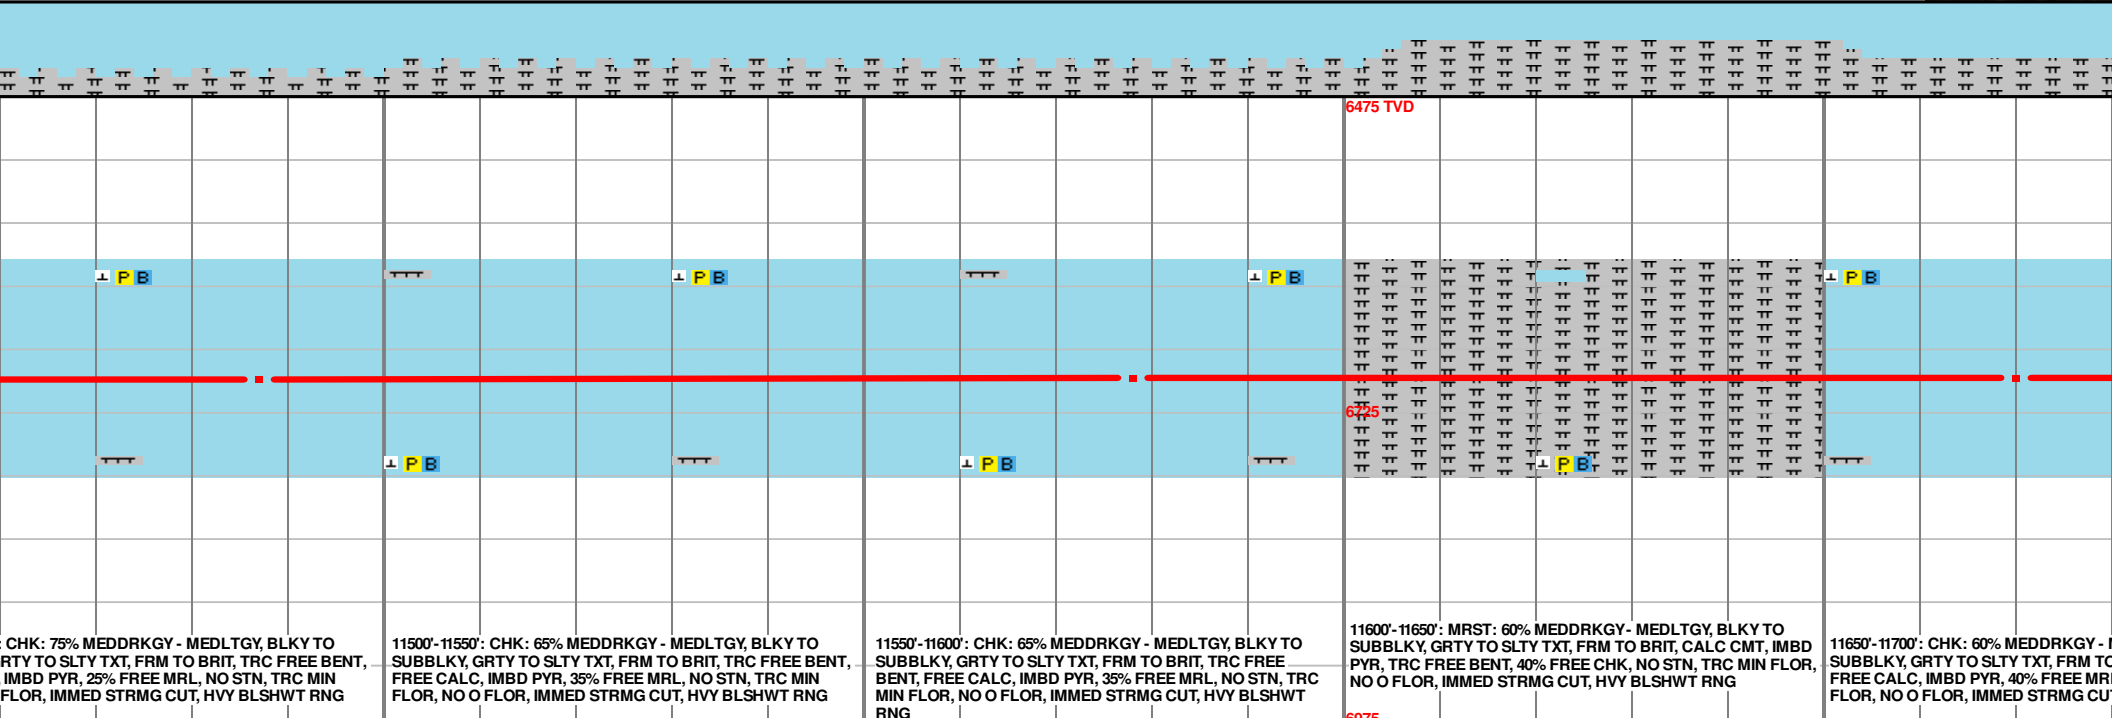 6475 TVD
⊥ P B
⊥ P B
⊥ P B
⊥ P B
6725
⊥ P B
⊥ P B
⊥ P B
: CHK: 75% MEDDRKGY - MEDLTGY, BLKY TO
RTY TO SLTY TXT, FRM TO BRIT, TRC FREE BENT,
, IMBD PYR, 25% FREE MRL, NO STN, TRC MIN
FLOR, IMMED STRMG CUT, HVY BLSHWT RNG
11500'-11550': CHK: 65% MEDDRKGY - MEDLTGY, BLKY TO
SUBBLKY, GRTY TO SLTY TXT, FRM TO BRIT, TRC FREE BENT,
FREE CALC, IMBD PYR, 35% FREE MRL, NO STN, TRC MIN
FLOR, NO O FLOR, IMMED STRMG CUT, HVY BLSHWT RNG
11550'-11600': CHK: 65% MEDDRKGY - MEDLTGY, BLKY TO
SUBBLKY, GRTY TO SLTY TXT, FRM TO BRIT, TRC FREE
BENT, FREE CALC, IMBD PYR, 35% FREE MRL, NO STN, TRC
MIN FLOR, NO O FLOR, IMMED STRMG CUT, HVY BLSHWT
RNG
11600'-11650': MRST: 60% MEDDRKGY - MEDLTGY, BLKY TO
SUBBLKY, GRTY TO SLTY TXT, FRM TO BRIT, CALC CMT, IMBD
PYR, TRC FREE BENT, 40% FREE CHK, NO STN, TRC MIN FLOR,
NO O FLOR, IMMED STRMG CUT, HVY BLSHWT RNG
6975
11650'-11700': CHK: 60% MEDDRKGY - M
SUBBLKY, GRTY TO SLTY TXT, FRM TO
FREE CALC, IMBD PYR, 40% FREE MRL
FLOR, NO O FLOR, IMMED STRMG CUT